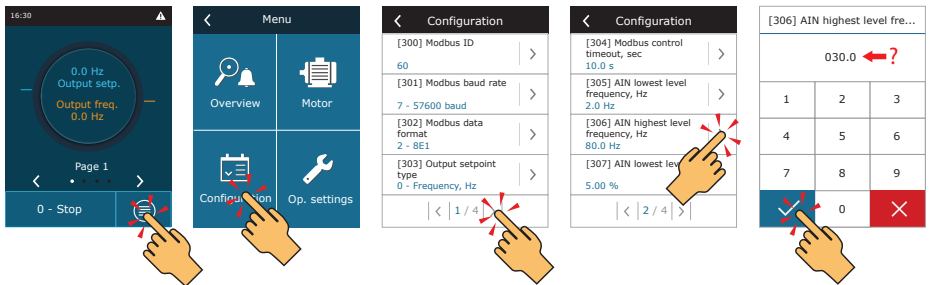 16:30
0.0 Hz
Output setp.
Output freq.
0.0 Hz
Page 1
0 - Stop
Menu
Overview
Motor
Configuration
Op. settings
Configuration
[300] Modbus ID
60
[301] Modbus baud rate
7 - 57600 baud
[302] Modbus data
format
2 - 8E1
[303] Output setpoint
type
0 - Frequency, Hz
1 / 4
Configuration
[304] Modbus control
timeout, sec
10.0 s
[305] AIN lowest level
frequency, Hz
2.0 Hz
[306] AIN highest level
frequency, Hz
80.0 Hz
[307] AIN lowest
5.00 %
2 / 4
[306] AIN highest level fre...
030.0 ?
1 2 3
4 5 6
7 8 9
0